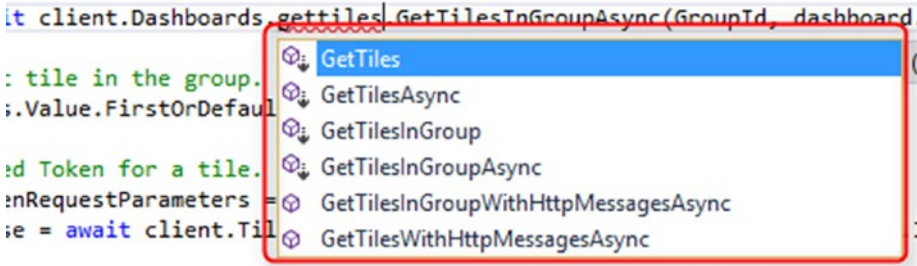 it client.Dashboards.gettiles.GetTilesInGroupAsync(GroupId, dashboard
GetTiles
t tile in the group.
GetTilesAsync
s.Value.FirstOrDefaul
GetTilesInGroup
ed Token for a tile.
GetTilesInGroupAsync
enRequestParameters =
GetTilesInGroupWithHttpMessagesAsync
se = await client.Til
GetTilesWithHttpMessagesAsync